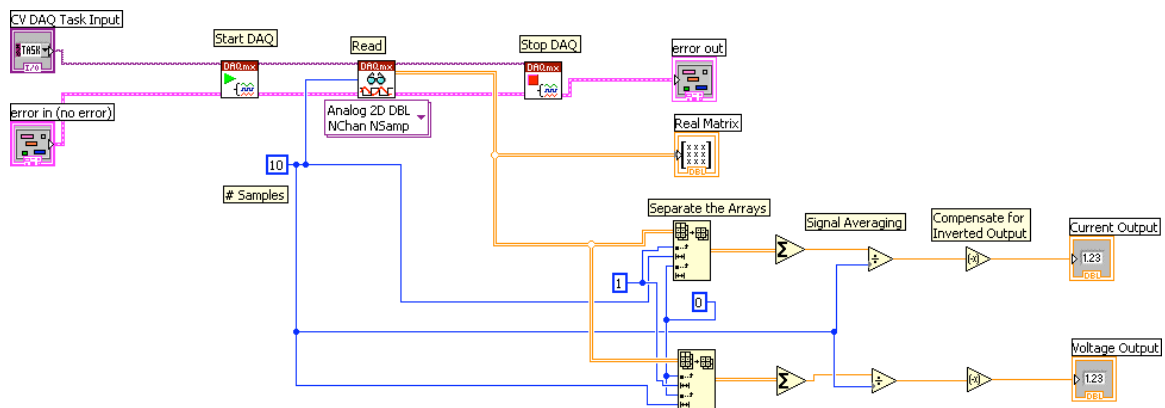 CV DAQ Task Input
TASK
I/O
Start DAQ
DAQmx
Read
DAQmx
Stop DAQ
DAQmx
error out
error in (no error)
Analog 2D DBL
NChan NSamp
Real Matrix
DBL
10
# Samples
Separate the Arrays
Signal Averaging
Compensate for
Inverted Output
Current Output
1.23
DBL
Σ
÷
(-x)
1
0
Voltage Output
1.23
DBL
Σ
÷
(-x)